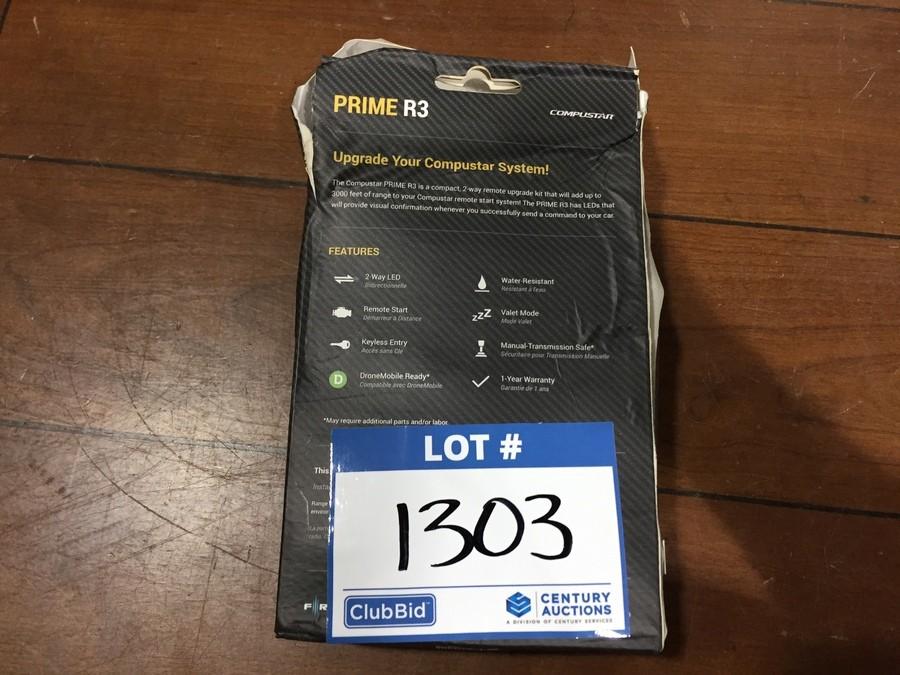 PRIME R3
COMPUSTAR
Upgrade Your Compustar System!
The Compustar PRIME R3 is a compact, 2-way remote upgrade kit that will add up to
3000 feet of range to your Compustar remote start system! The PRIME R3 has LEDs that
will provide visual confirmation whenever you successfully send a command to your car.
FEATURES
2-Way LED
Bidirectionnelle
Remote Start
Démarreur à Distance
Keyless Entry
Accès sans Clé
D
DroneMobile Ready*
Compatible avec DroneMobile
Water-Resistant
Résistant à l'eau
zzZ
Valet Mode
Mode Valet
Manual-Transmission Safe*
Sécuritaire pour Transmission Manuelle
1-Year Warranty
Garantie de 1 ans
*May require additional parts and/or labor.
This
Range
LOT #
1303
ClubBid
CENTURY
AUCTIONS
A DIVISION OF CENTURY SERVICES